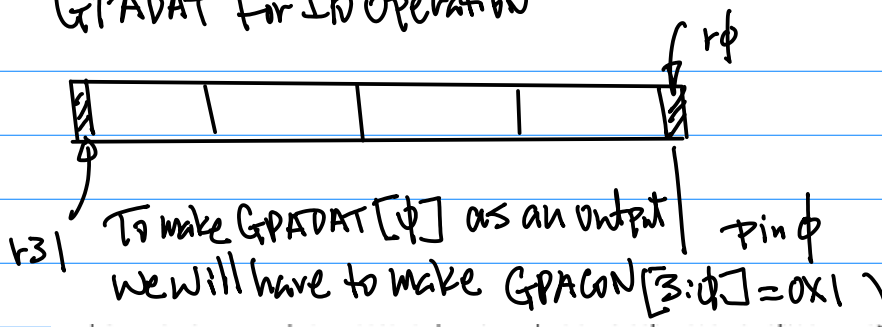 GPADAT For I/O Operation
rϕ
r31
To make GPADAT[ϕ] as an output
Pin ϕ
We will have to make GPACON[3:ϕ]=0x1